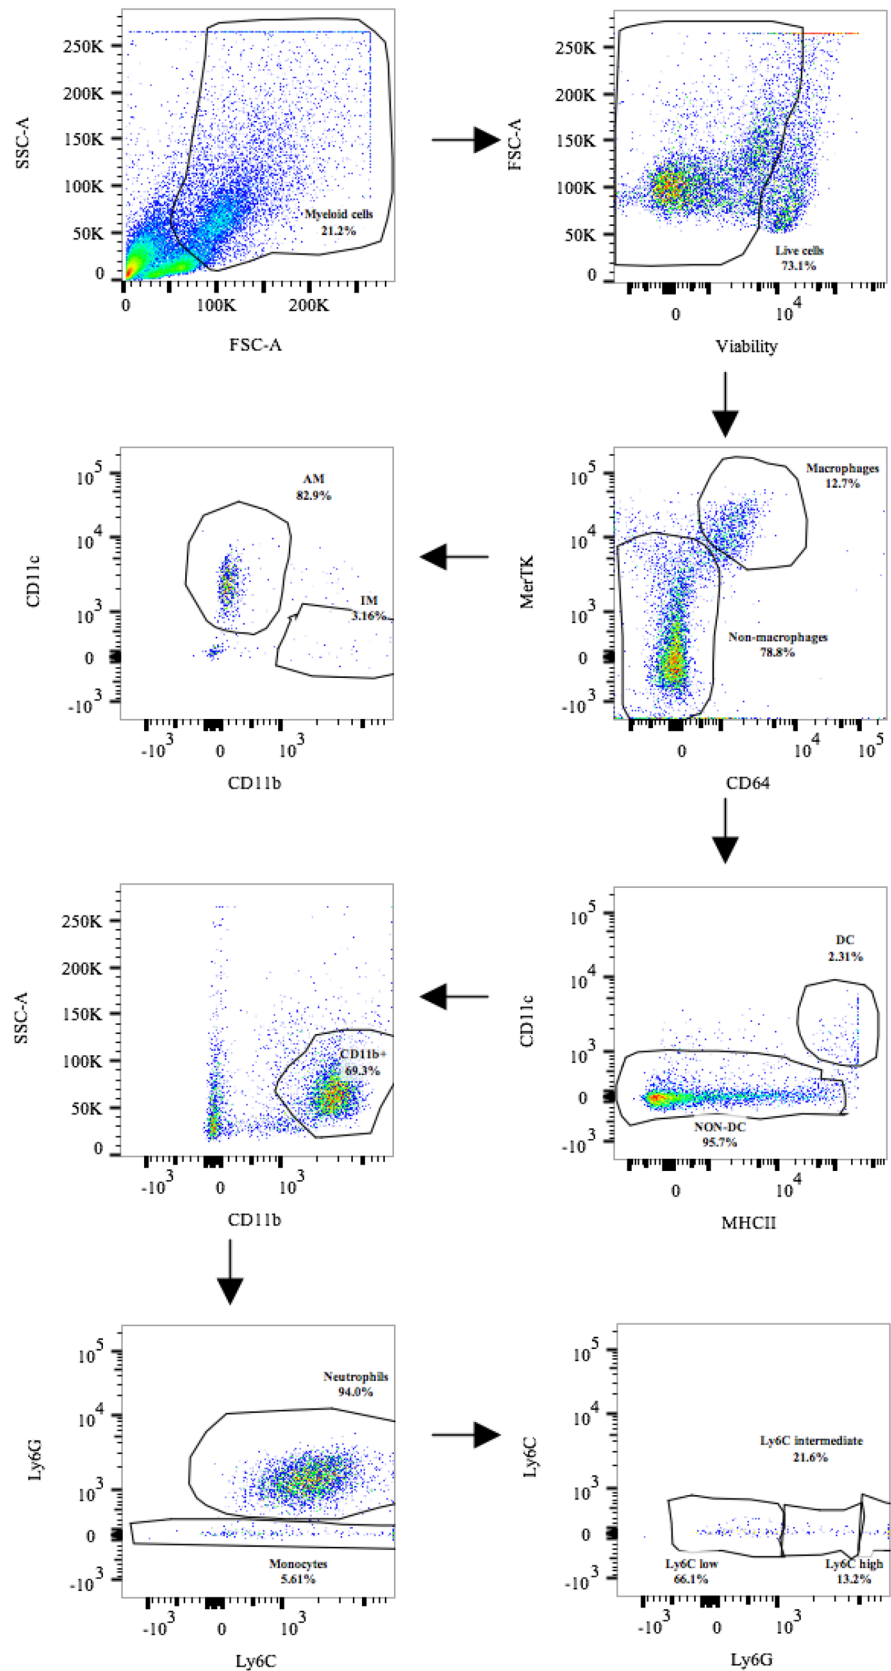 SSC-A
250K
200K
150K
100K
50K
0
Myeloid cells
21.2%
0 100K 200K
FSC-A
FSC-A
250K
200K
150K
100K
50K
0
Live cells
73.1%
0 10^4
Viability
CD11c
10^5
10^4
10^3
0
-10^3
AM
82.9%
IM
3.16%
-10^3 0 10^3
CD11b
MerTK
10^5
10^4
10^3
0
-10^3
Macrophages
12.7%
Non-macrophages
78.8%
0 10^4 10^5
CD64
SSC-A
250K
200K
150K
100K
50K
0
CD11b+
69.3%
-10^3 0 10^3
CD11b
CD11c
10^5
10^4
10^3
0
-10^3
DC
2.31%
NON-DC
95.7%
0 10^4
MHCII
Ly6G
10^5
10^4
10^3
0
-10^3
Neutrophils
94.0%
Monocytes
5.61%
-10^3 0 10^3
Ly6C
Ly6C
10^5
10^4
10^3
0
-10^3
Ly6C intermediate
21.6%
Ly6C low
66.1%
Ly6C high
13.2%
-10^3 0 10^3
Ly6G